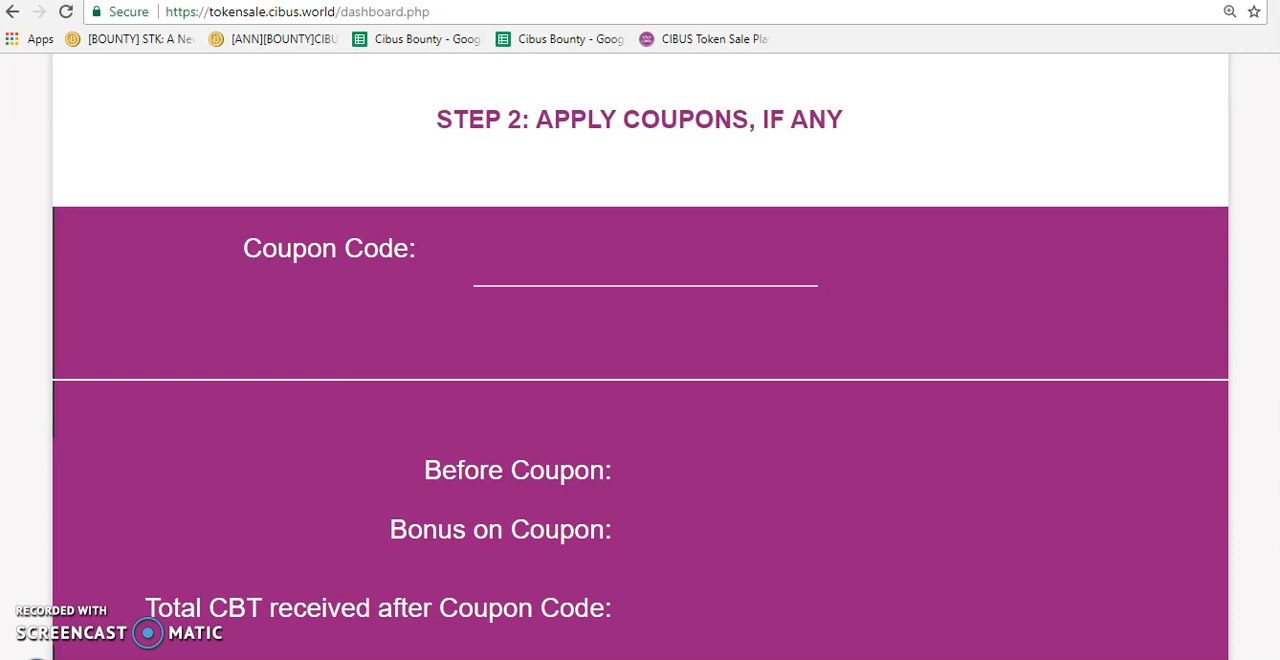 Secure https://tokensale.cibus.world/dashboard.php
Apps [BOUNTY] STK: A Ne [ANN][BOUNTY]CIBU Cibus Bounty - Goog Cibus Bounty - Goog CIBUS Token Sale Pla
STEP 2: APPLY COUPONS, IF ANY
Coupon Code:
Before Coupon:
Bonus on Coupon:
Total CBT received after Coupon Code:
RECORDED WITH
SCREENCAST MATIC